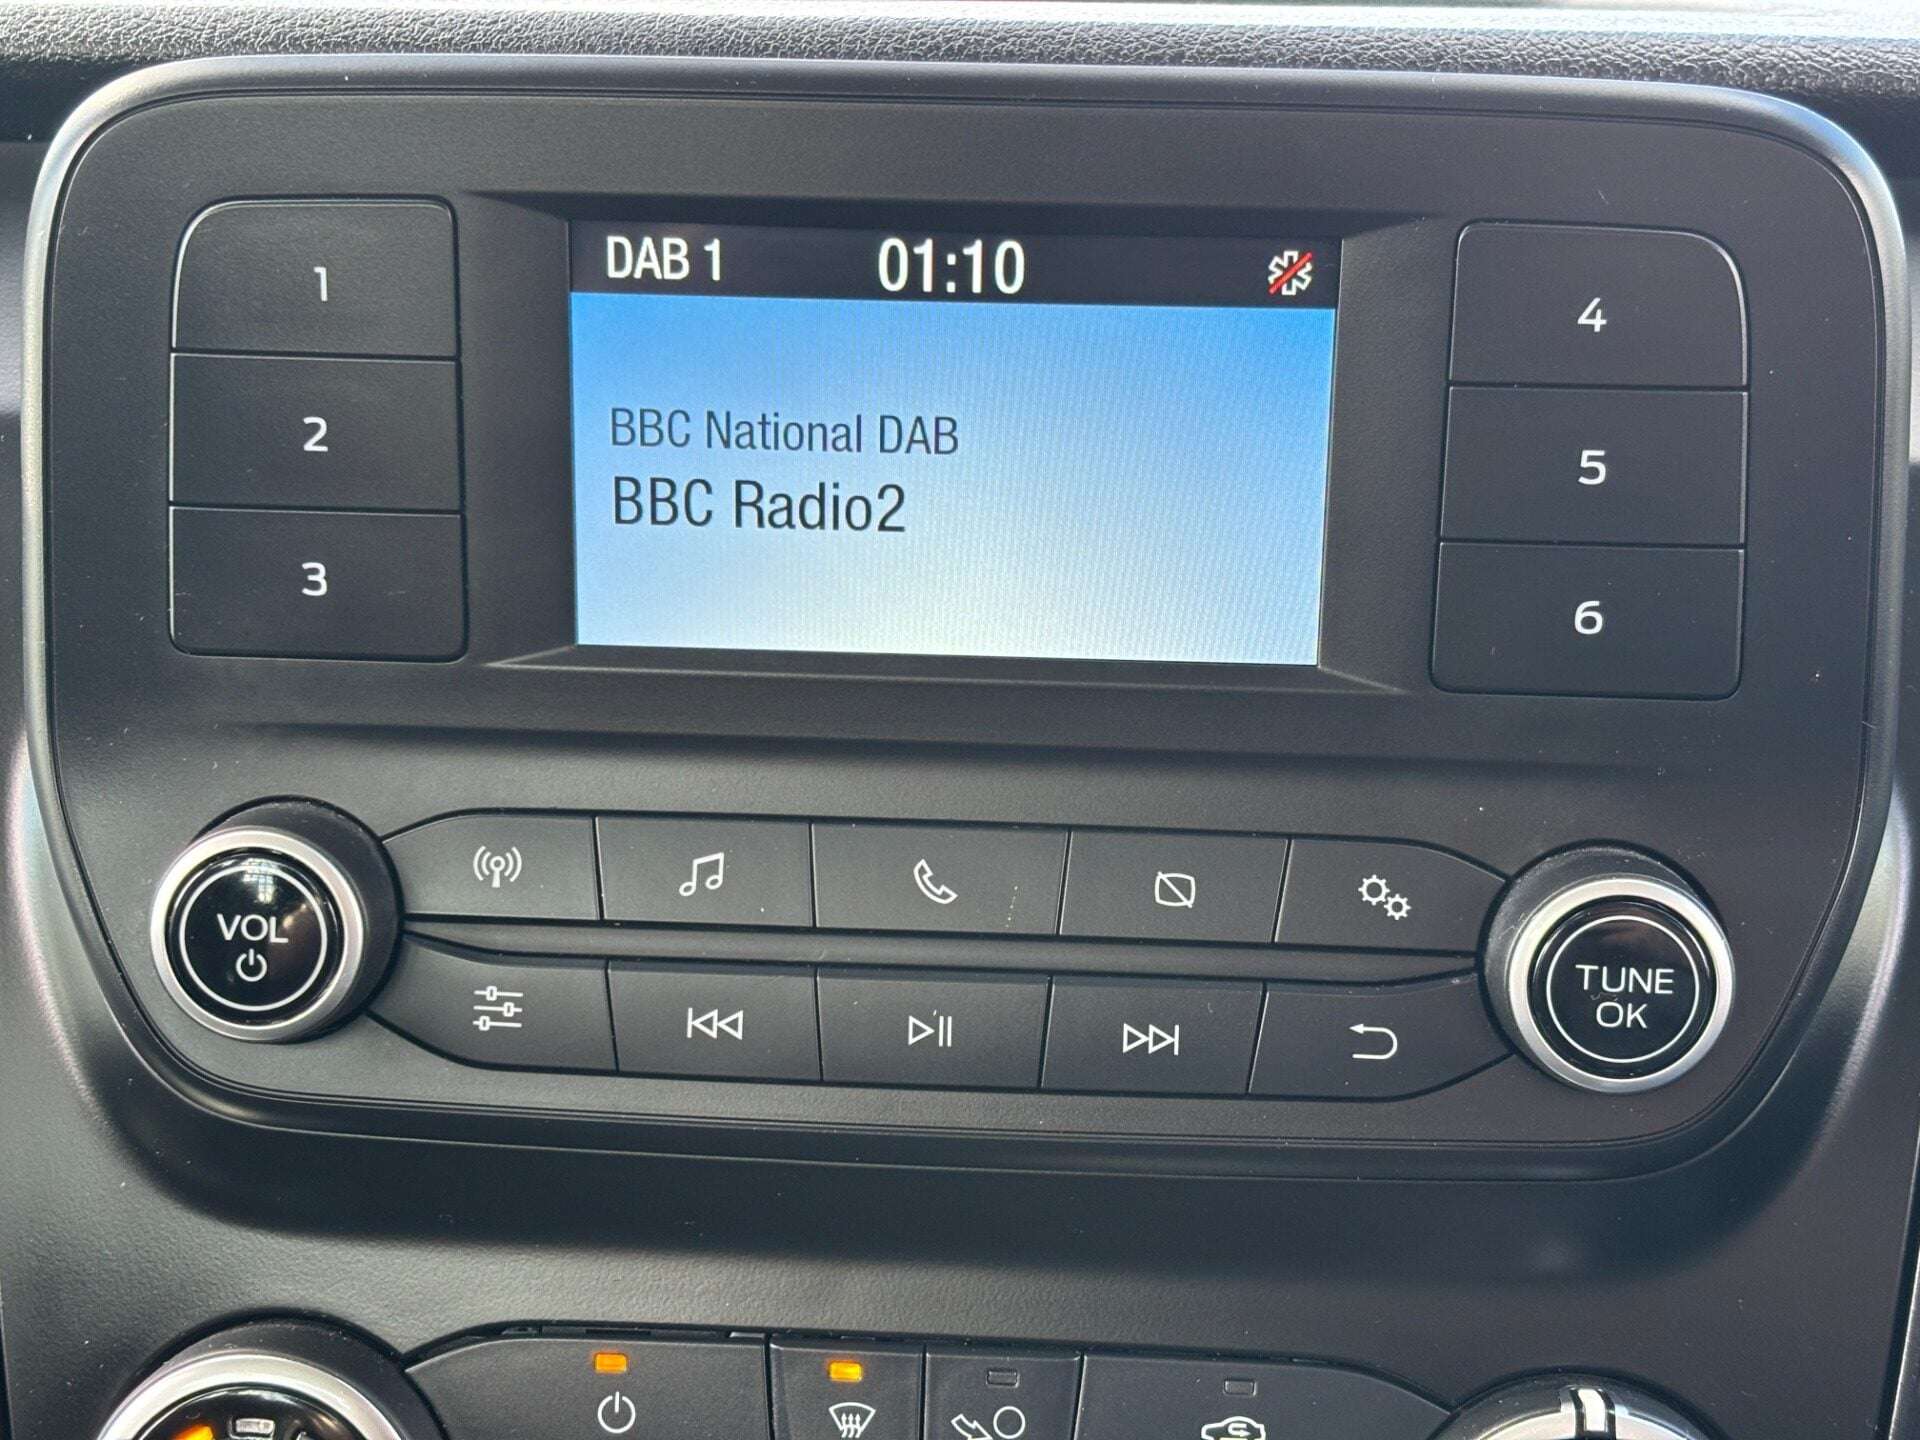 DAB 1 01:10
BBC National DAB
BBC Radio2
1
2
3
4
5
6
VOL
TUNE
OK